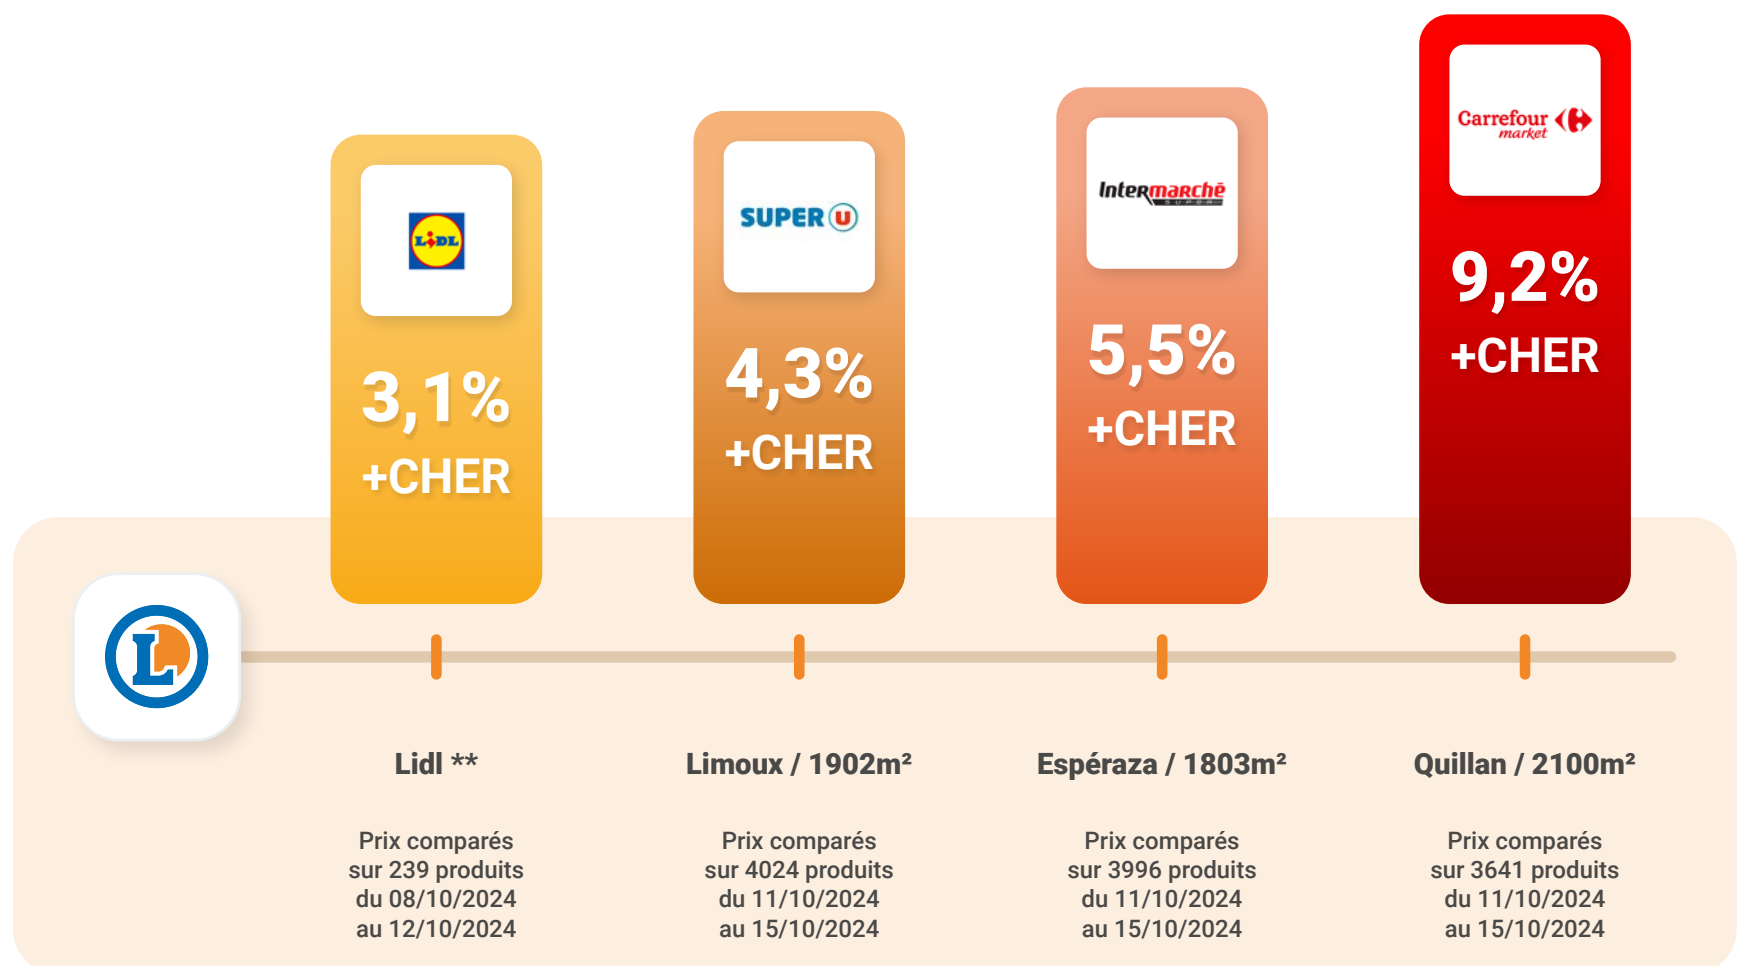 LiDL
3,1%
+CHER
SUPER U
4,3%
+CHER
Intermarchē
SUPER
5,5%
+CHER
Carrefour
market
9,2%
+CHER
L
Lidl **
Prix comparés
sur 239 produits
du 08/10/2024
au 12/10/2024
Limoux / 1902m²
Prix comparés
sur 4024 produits
du 11/10/2024
au 15/10/2024
Espéraza / 1803m²
Prix comparés
sur 3996 produits
du 11/10/2024
au 15/10/2024
Quillan / 2100m²
Prix comparés
sur 3641 produits
du 11/10/2024
au 15/10/2024